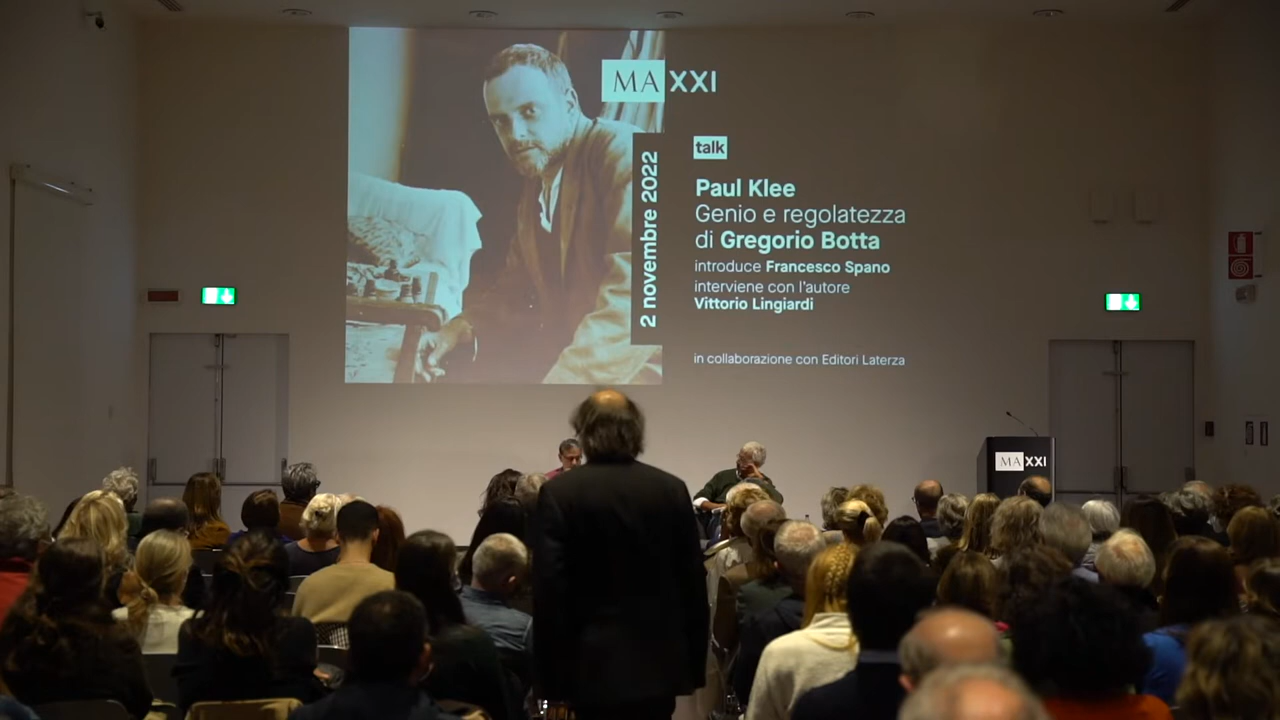 MAXXI
talk
2 novembre 2022
Paul Klee
Genio e regolatezza
di Gregorio Botta
introduce Francesco Spano
interviene con l'autore
Vittorio Lingiardi
in collaborazione con Editori Laterza
MAXXI